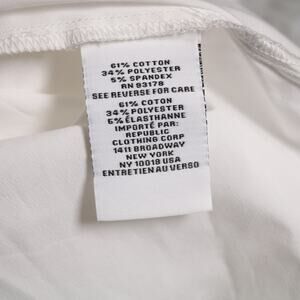 61% COTTON
34% POLYESTER
5% SPANDEX
RN 93178
SEE REVERSE FOR CARE
61% COTON
34% POLYESTER
5% ÉLASTHANNE
IMPORTÉ PAR:
REPUBLIC
CLOTHING CORP
1411 BROADWAY
NEW YORK
NY 10018 USA
ENTRETIEN AU VERSO